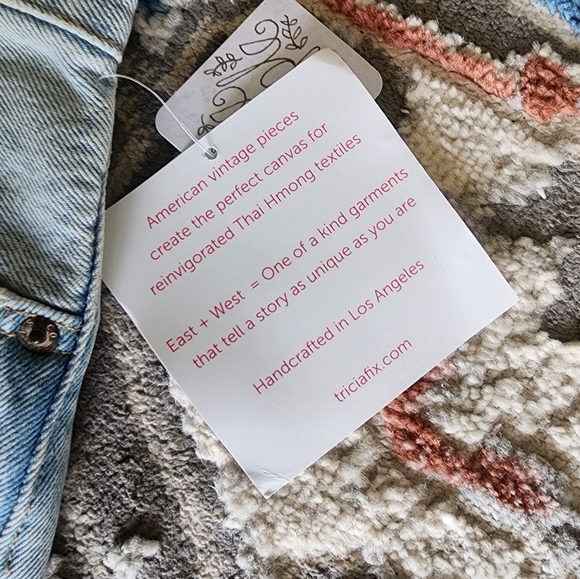 American vintage pieces
create the perfect canvas for
reinvigorated Thai Hmong textiles
East + West = One of a kind garments
that tell a story as unique as you are
Handcrafted in Los Angeles
triciafix.com